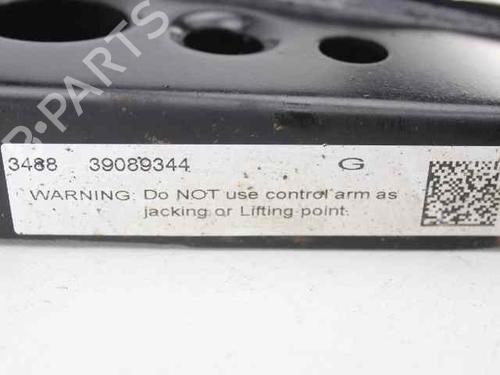 B-PARTS
3488 39089344 G
WARNING: Do NOT use control arm as
jacking or Lifting point.